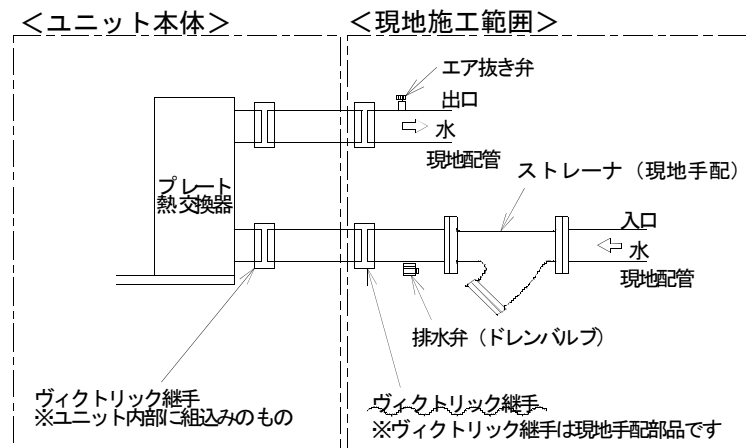 ＜ユニット本体＞
＜現地施工範囲＞
エア抜き弁
出口
水
現地配管
ストレーナ（現地手配）
プレート
熱交換器
入口
水
現地配管
排水弁（ドレンバルブ）
ヴィクトリック継手
※ユニット内部に組込みのもの
ヴィクトリック継手
※ヴィクトリック継手は現地手配部品です